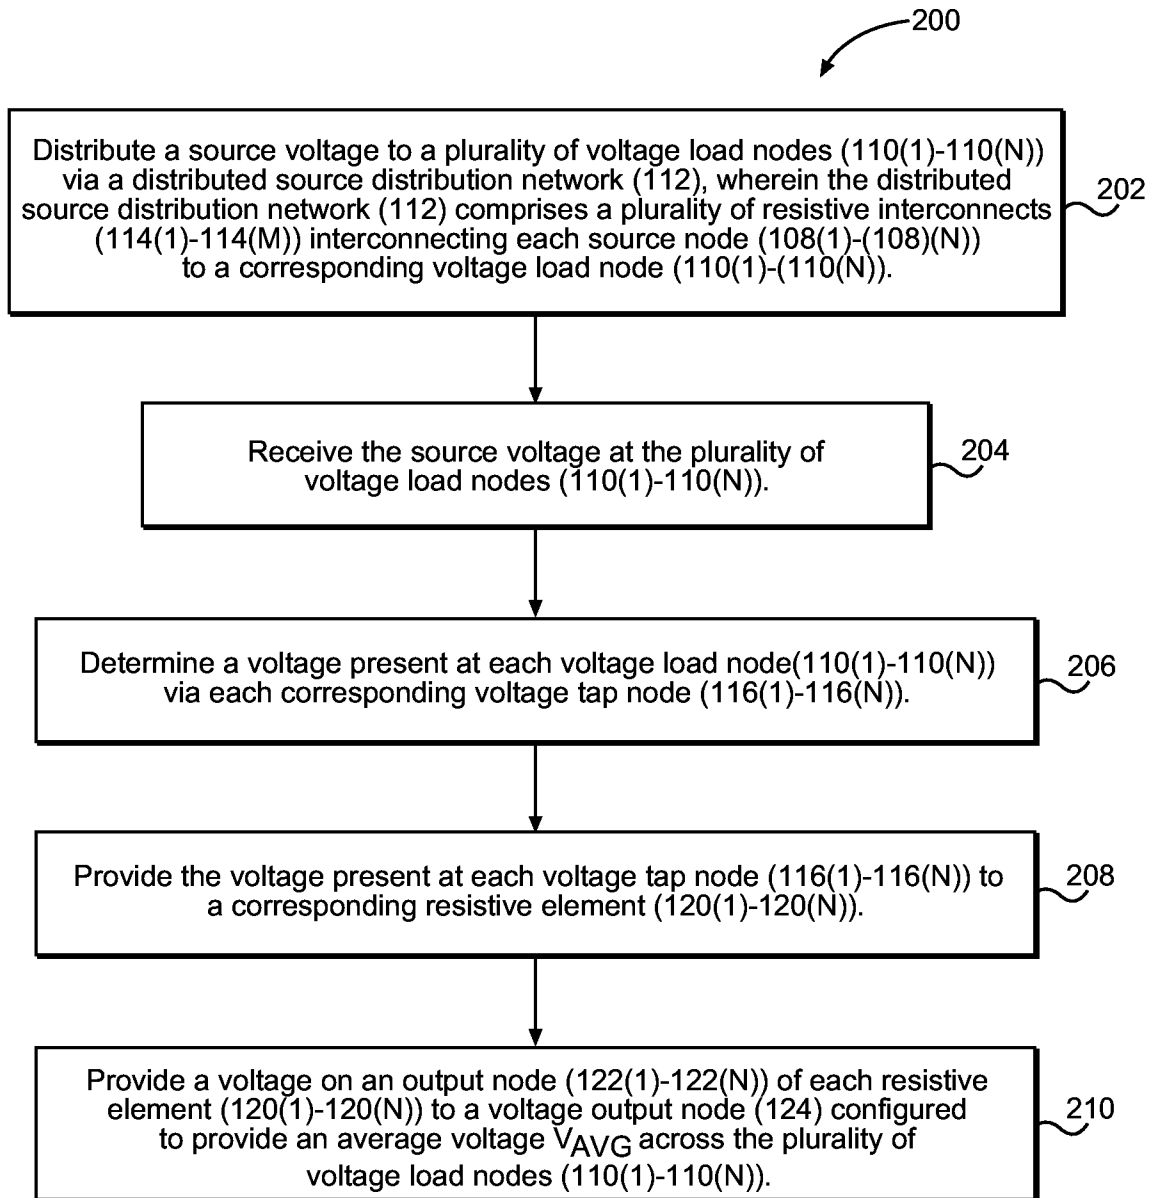 200
Distribute a source voltage to a plurality of voltage load nodes (110(1)-110(N))
via a distributed source distribution network (112), wherein the distributed
source distribution network (112) comprises a plurality of resistive interconnects
(114(1)-114(M)) interconnecting each source node (108(1)-(108)(N))
to a corresponding voltage load node (110(1)-(110(N)).
202
Receive the source voltage at the plurality of
voltage load nodes (110(1)-110(N)).
204
Determine a voltage present at each voltage load node(110(1)-110(N))
via each corresponding voltage tap node (116(1)-116(N)).
206
Provide the voltage present at each voltage tap node (116(1)-116(N)) to
a corresponding resistive element (120(1)-120(N)).
208
Provide a voltage on an output node (122(1)-122(N)) of each resistive
element (120(1)-120(N)) to a voltage output node (124) configured
to provide an average voltage VAVG across the plurality of
voltage load nodes (110(1)-110(N)).
210